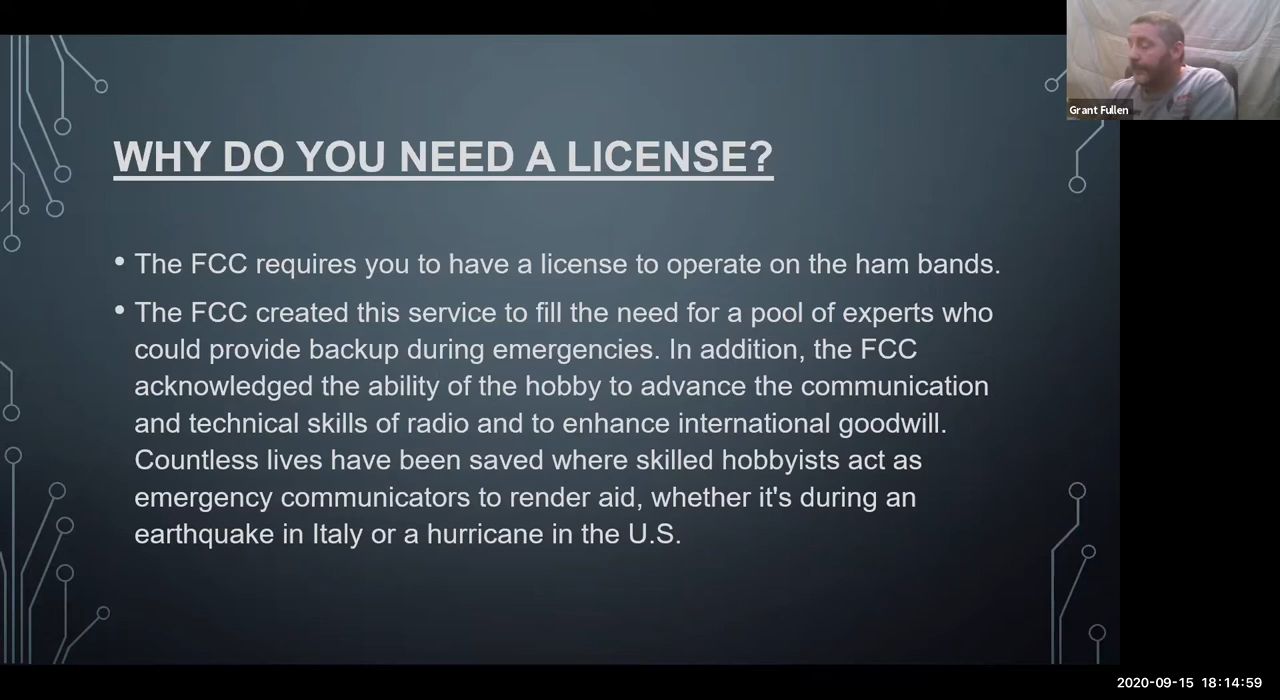 Grant Fullen
WHY DO YOU NEED A LICENSE?
• The FCC requires you to have a license to operate on the ham bands.
• The FCC created this service to fill the need for a pool of experts who
could provide backup during emergencies. In addition, the FCC
acknowledged the ability of the hobby to advance the communication
and technical skills of radio and to enhance international goodwill.
Countless lives have been saved where skilled hobbyists act as
emergency communicators to render aid, whether it's during an
earthquake in Italy or a hurricane in the U.S.
2020-09-15 18:14:59